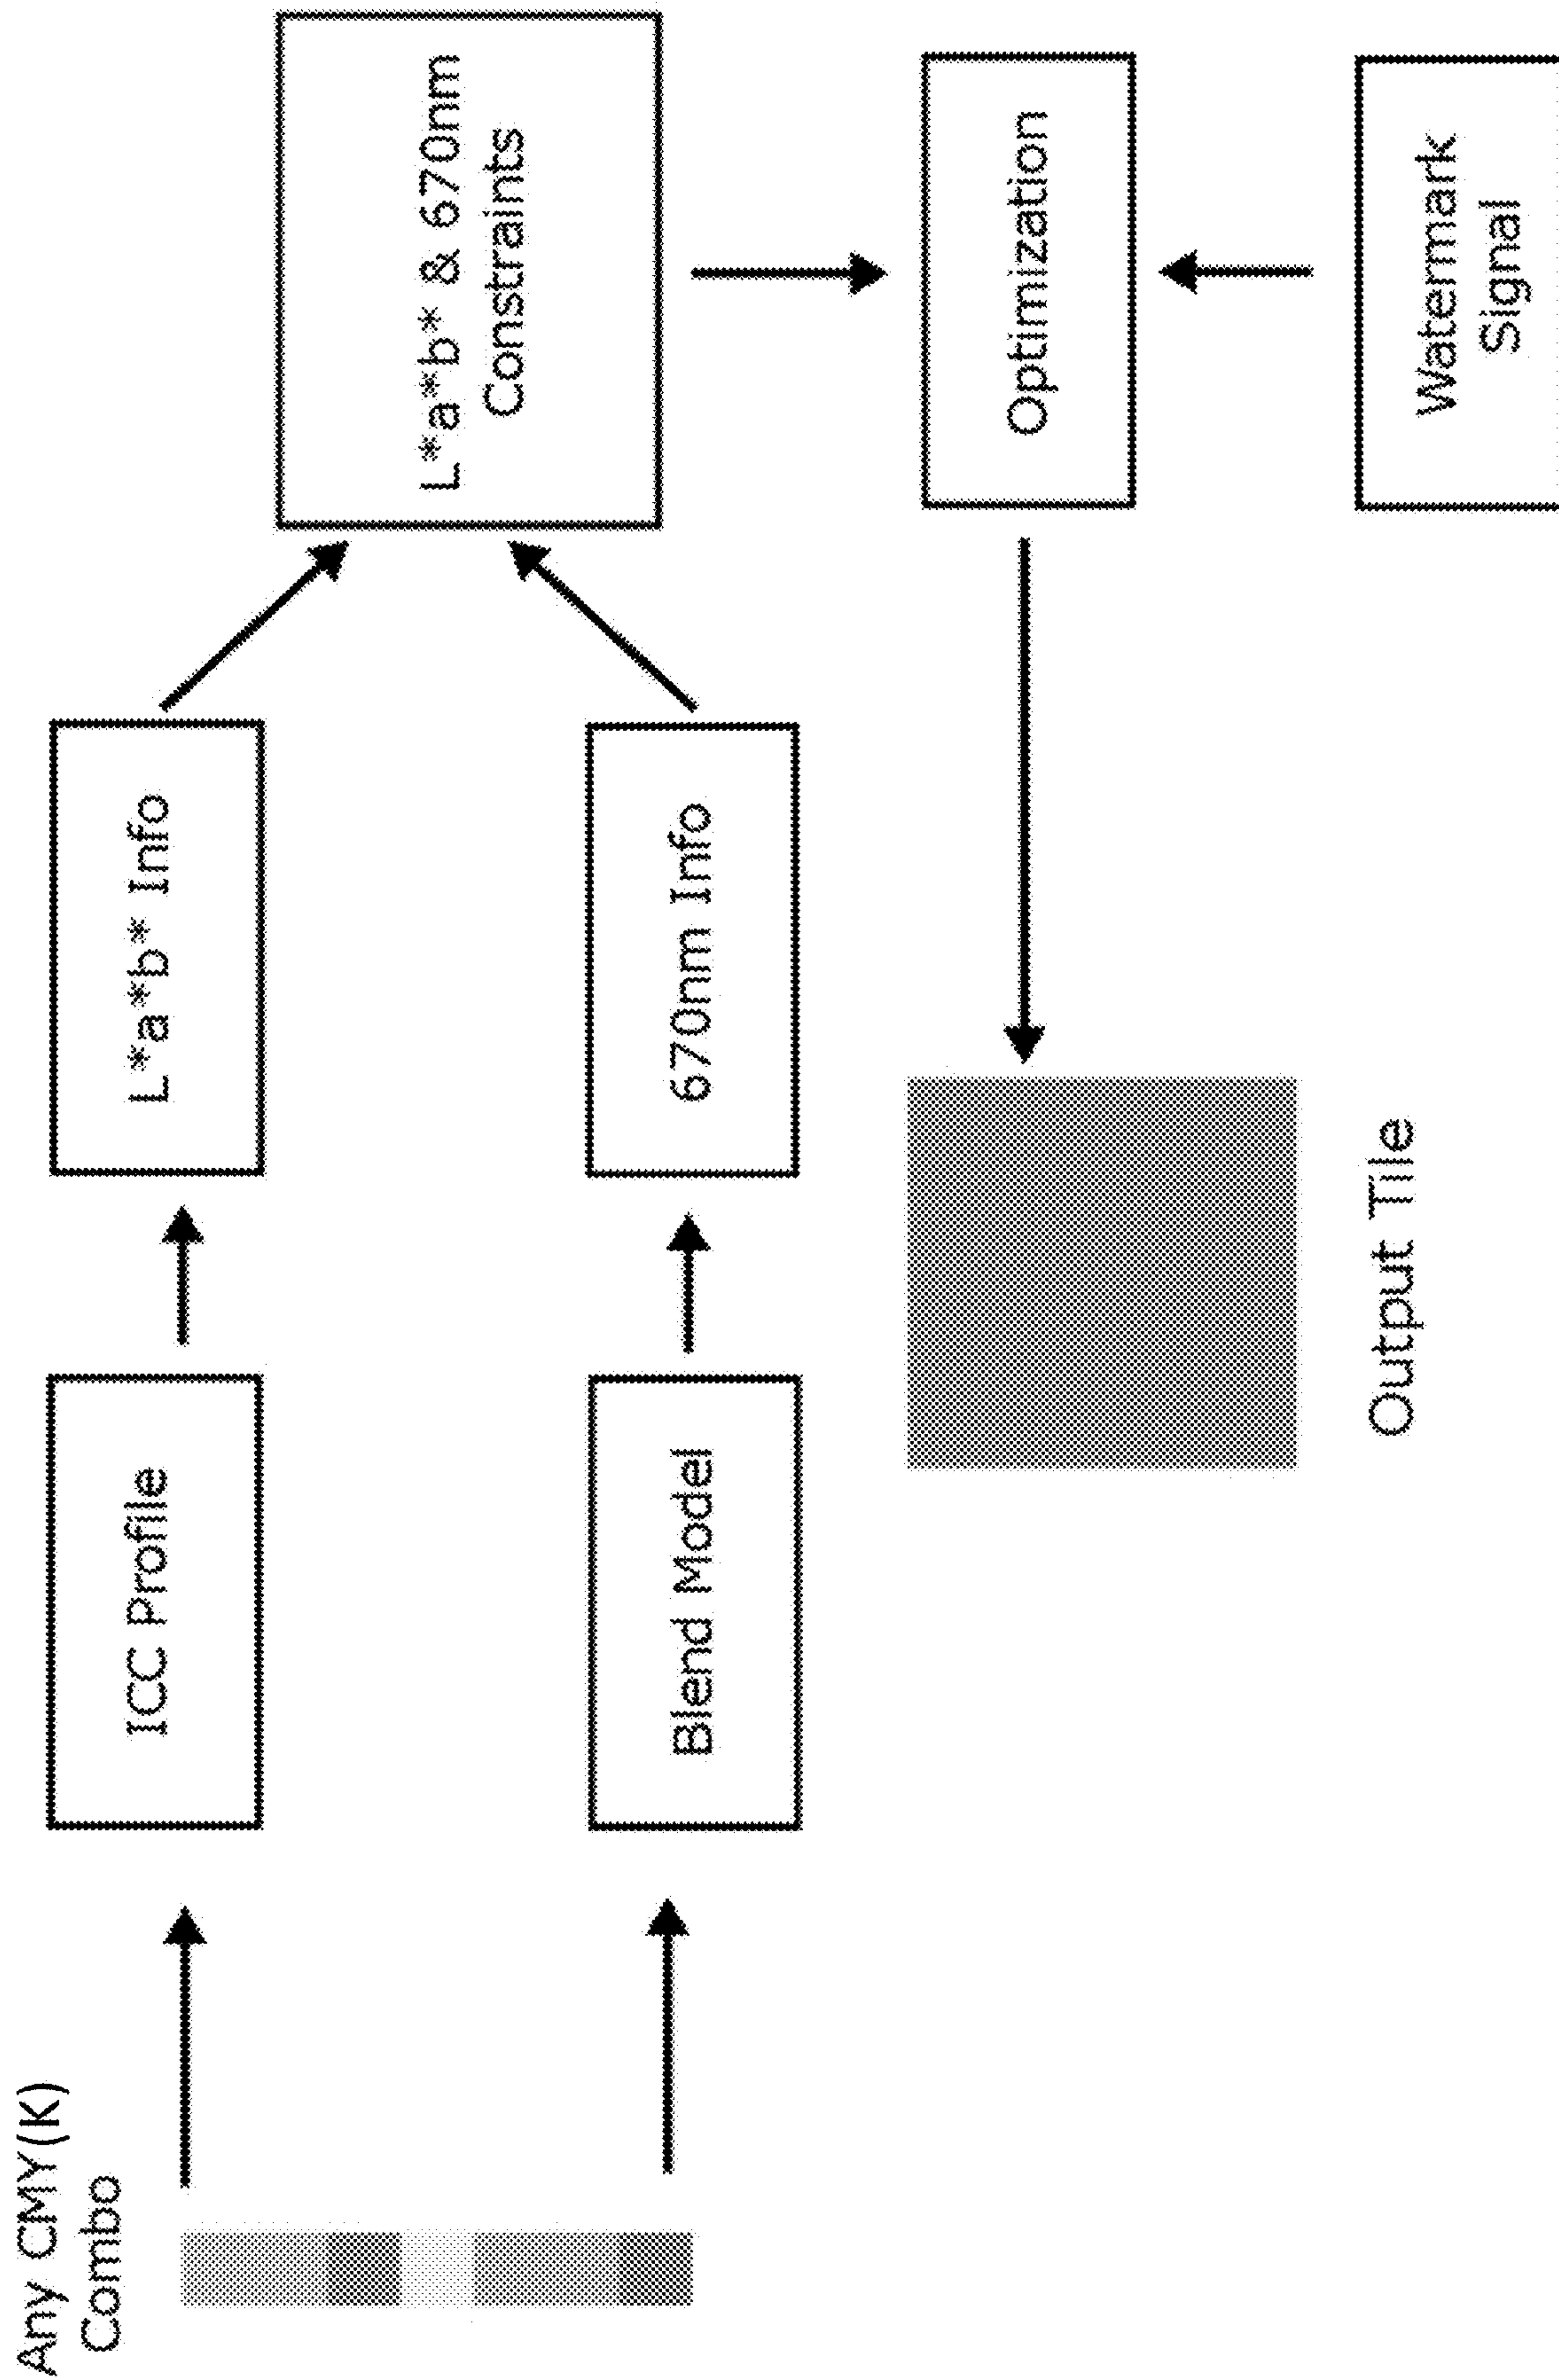 Any CMY(K)
Combo
ICC Profile
L*a*b* Info
Blend Model
670nm Info
L*a*b* & 670nm
Constraints
Optimization
Watermark
Signal
Output Tile